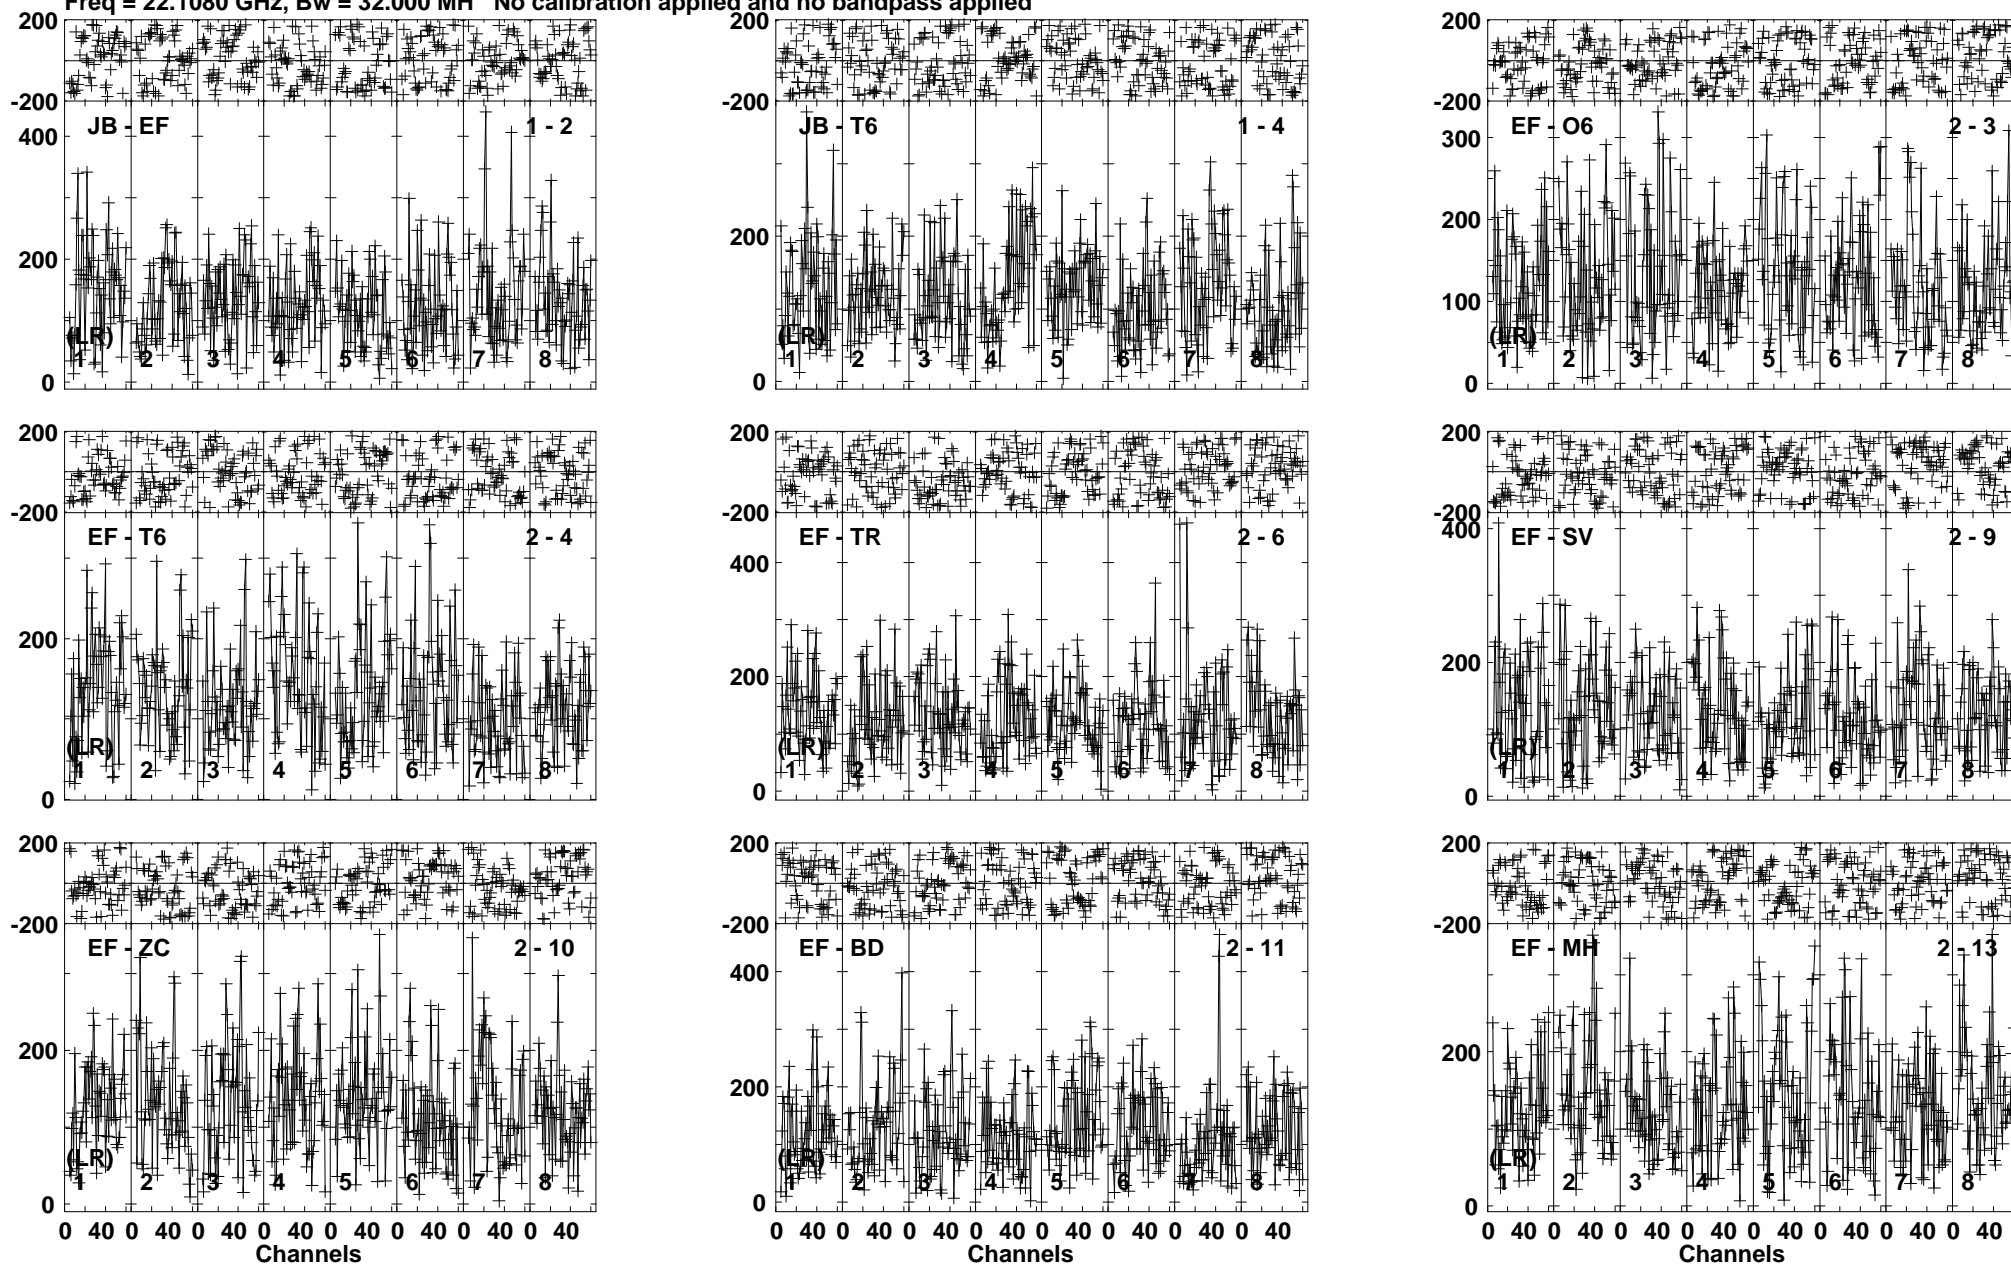 Freq = 22.1080 GHz, Bw = 32.000 MH No calibration applied and no bandpass applied
200 200 200
-200 -200 -200
JB - EF 1 - 2 JB - T6 1 - 4 EF - O6 2 - 3
400 300
200 200 200
100
(LR) (LR) (LR)
1 2 3 4 5 6 7 8 1 2 3 4 5 6 7 8 1 2 3 4 5 6 7 8
0 0 0
200 200 200
-200 -200 -200
EF - T6 2 - 4 EF - TR 2 - 6 EF - SV 2 - 9
400 400
200 200 200
(LR) (LR) (LR)
1 2 3 4 5 6 7 8 1 2 3 4 5 6 7 8 1 2 3 4 5 6 7 8
0 0 0
200 200 200
-200 -200 -200
EF - ZC 2 - 10 EF - BD 2 - 11 EF - MH 2 - 13
400
200 200 200
(LR) (LR) (LR)
1 2 3 4 5 6 7 8 1 2 3 4 5 6 7 8 1 2 3 4 5 6 7 8
0 0 0
0 40 0 40 0 40 0 40 0 40 0 40 0 40 0 40 0 40 0 40 0 40 0 40 0 40 0 40 0 40 0 40 0 40 0 40 0 40 0 40 0 40 0 40 0 40 0 40
Channels Channels Channels